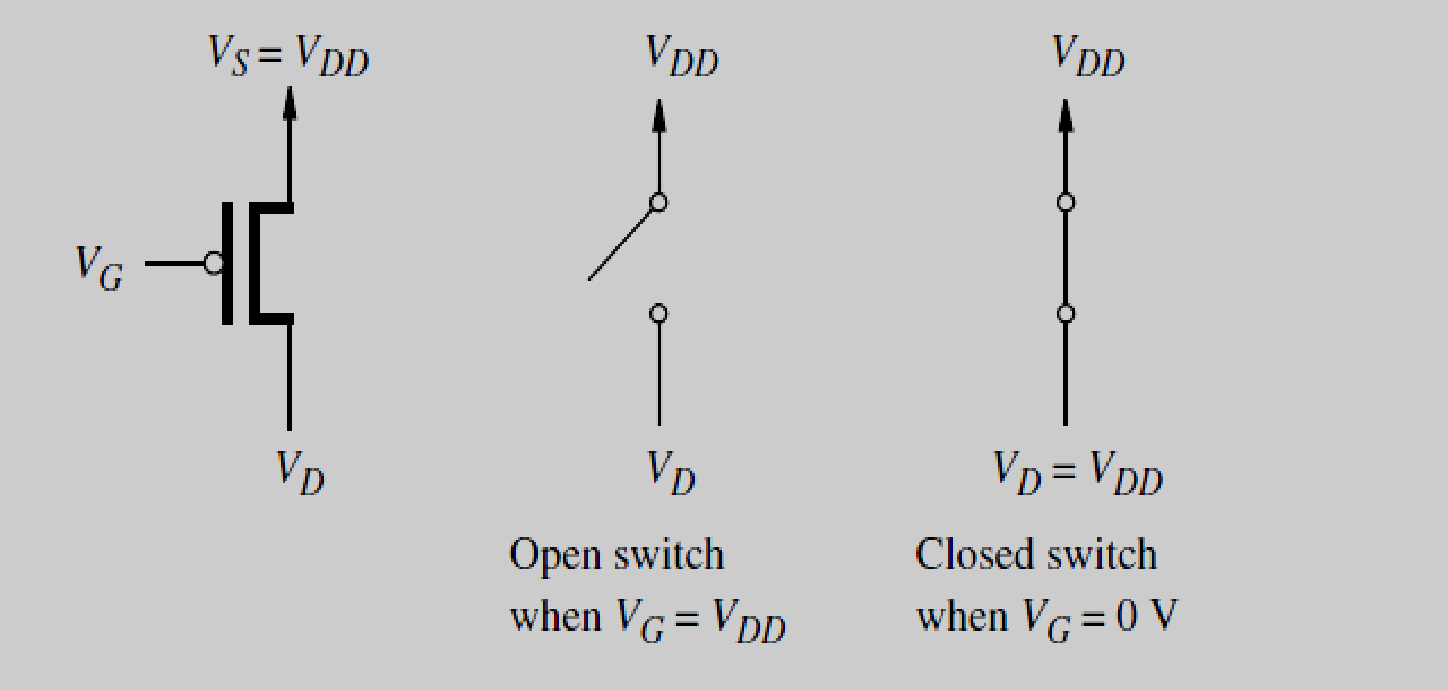 V_S = V_DD
V_DD
V_DD
V_G
V_D
V_D
V_D = V_DD
Open switch
when V_G = V_DD
Closed switch
when V_G = 0 V